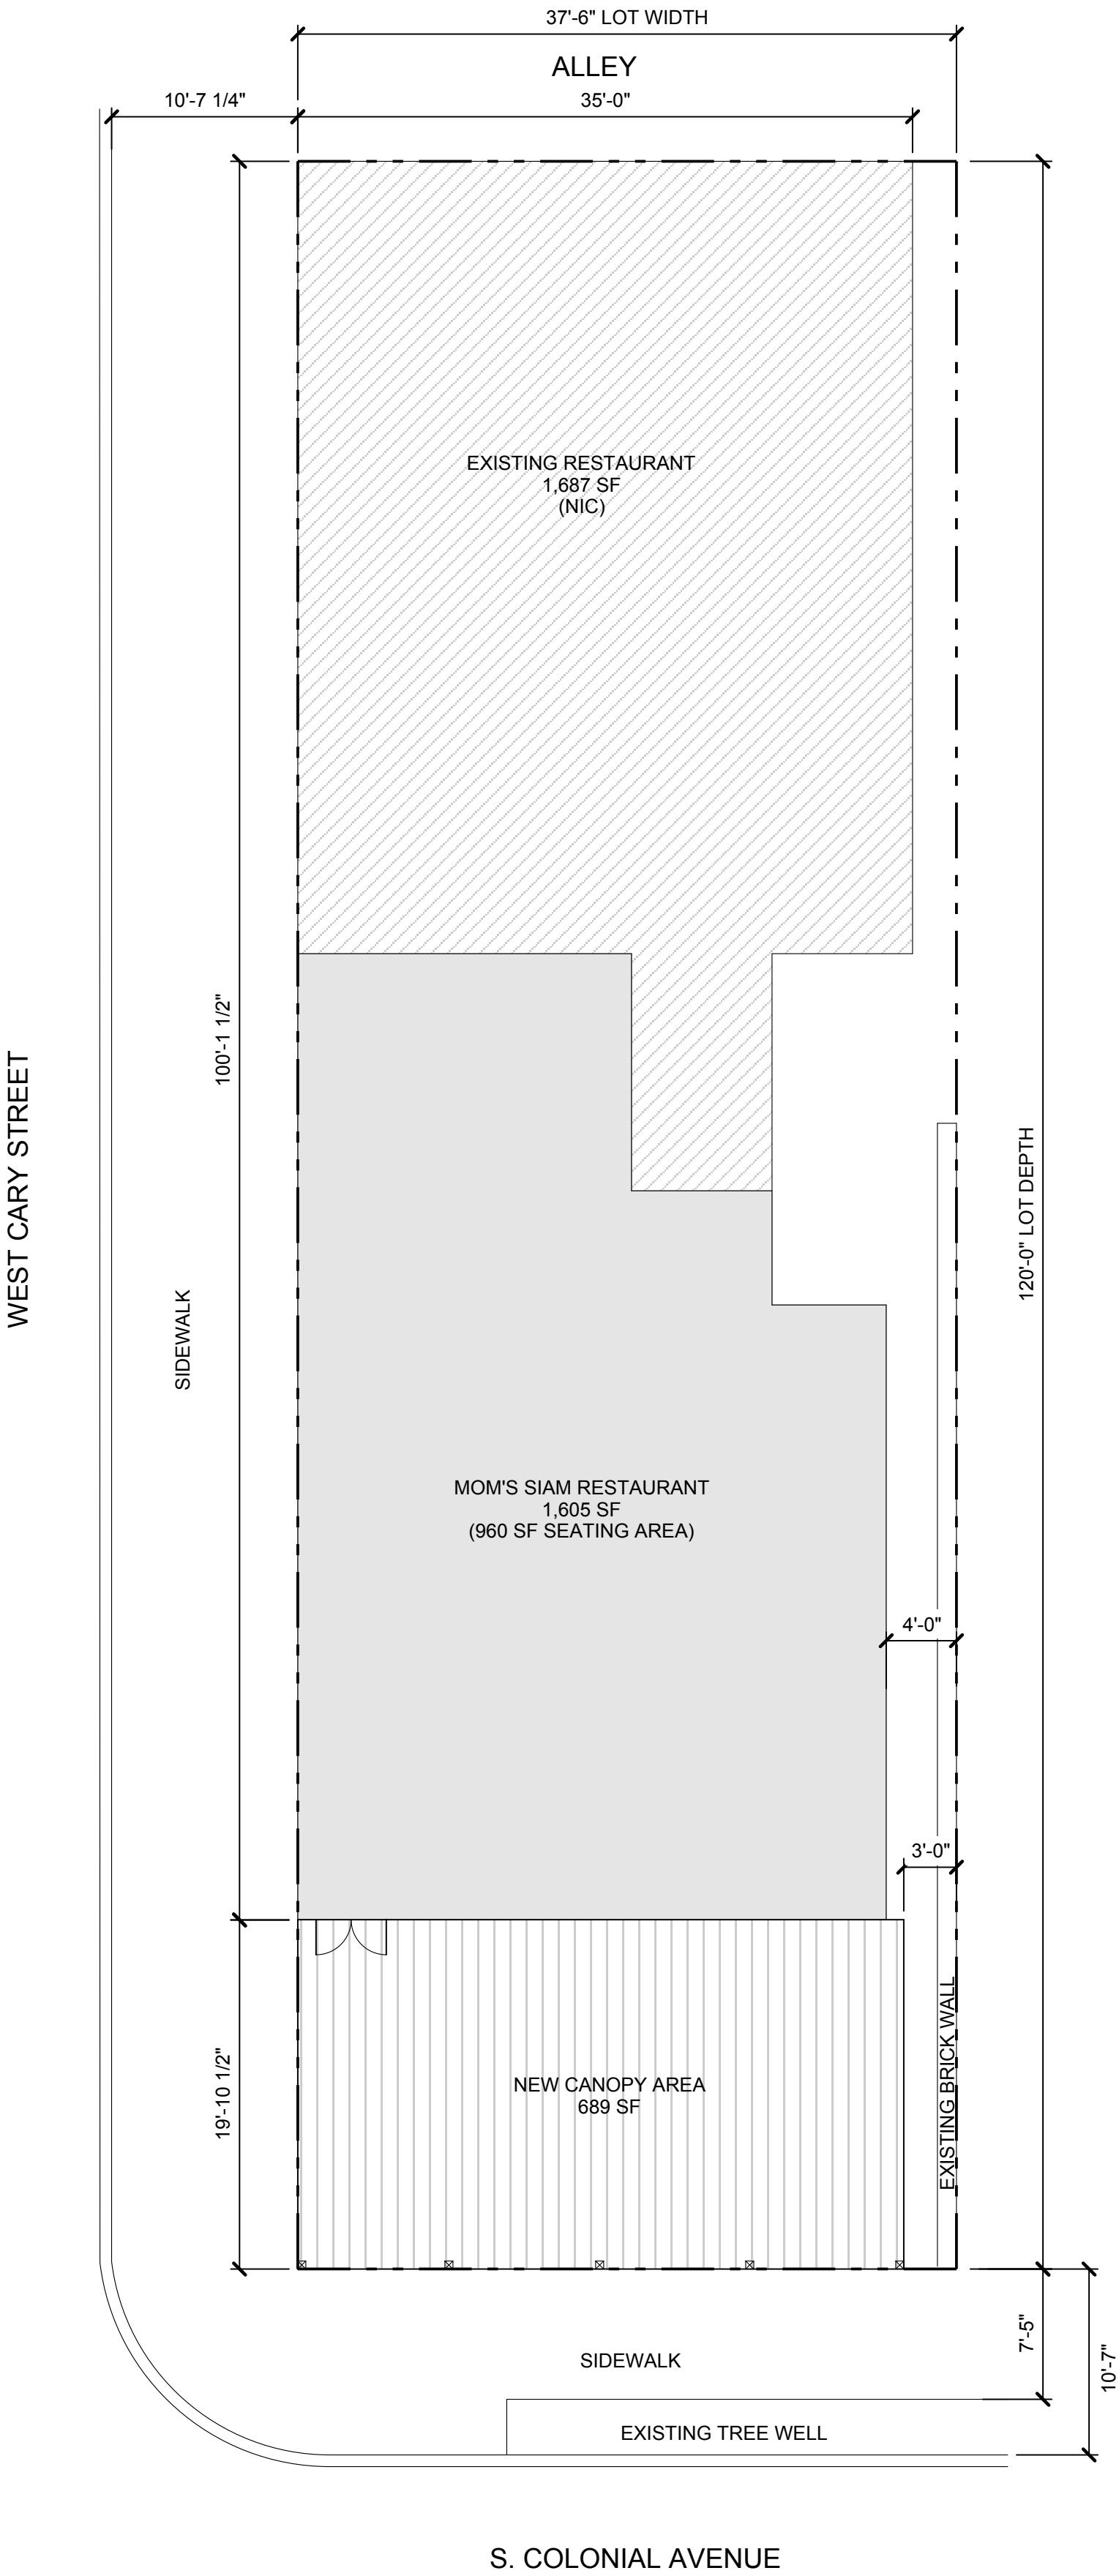 37'-6" LOT WIDTH
ALLEY
10'-7 1/4"
35'-0"
EXISTING RESTAURANT
1,687 SF
(NIC)
100'-1 1/2"
WEST CARY STREET
120'-0" LOT DEPTH
SIDEWALK
MOM'S SIAM RESTAURANT
1,605 SF
(960 SF SEATING AREA)
4'-0"
3'-0"
EXISTING BRICK WALL
19'-10 1/2"
NEW CANOPY AREA
689 SF
7'-5"
10'-7"
SIDEWALK
EXISTING TREE WELL
S. COLONIAL AVENUE